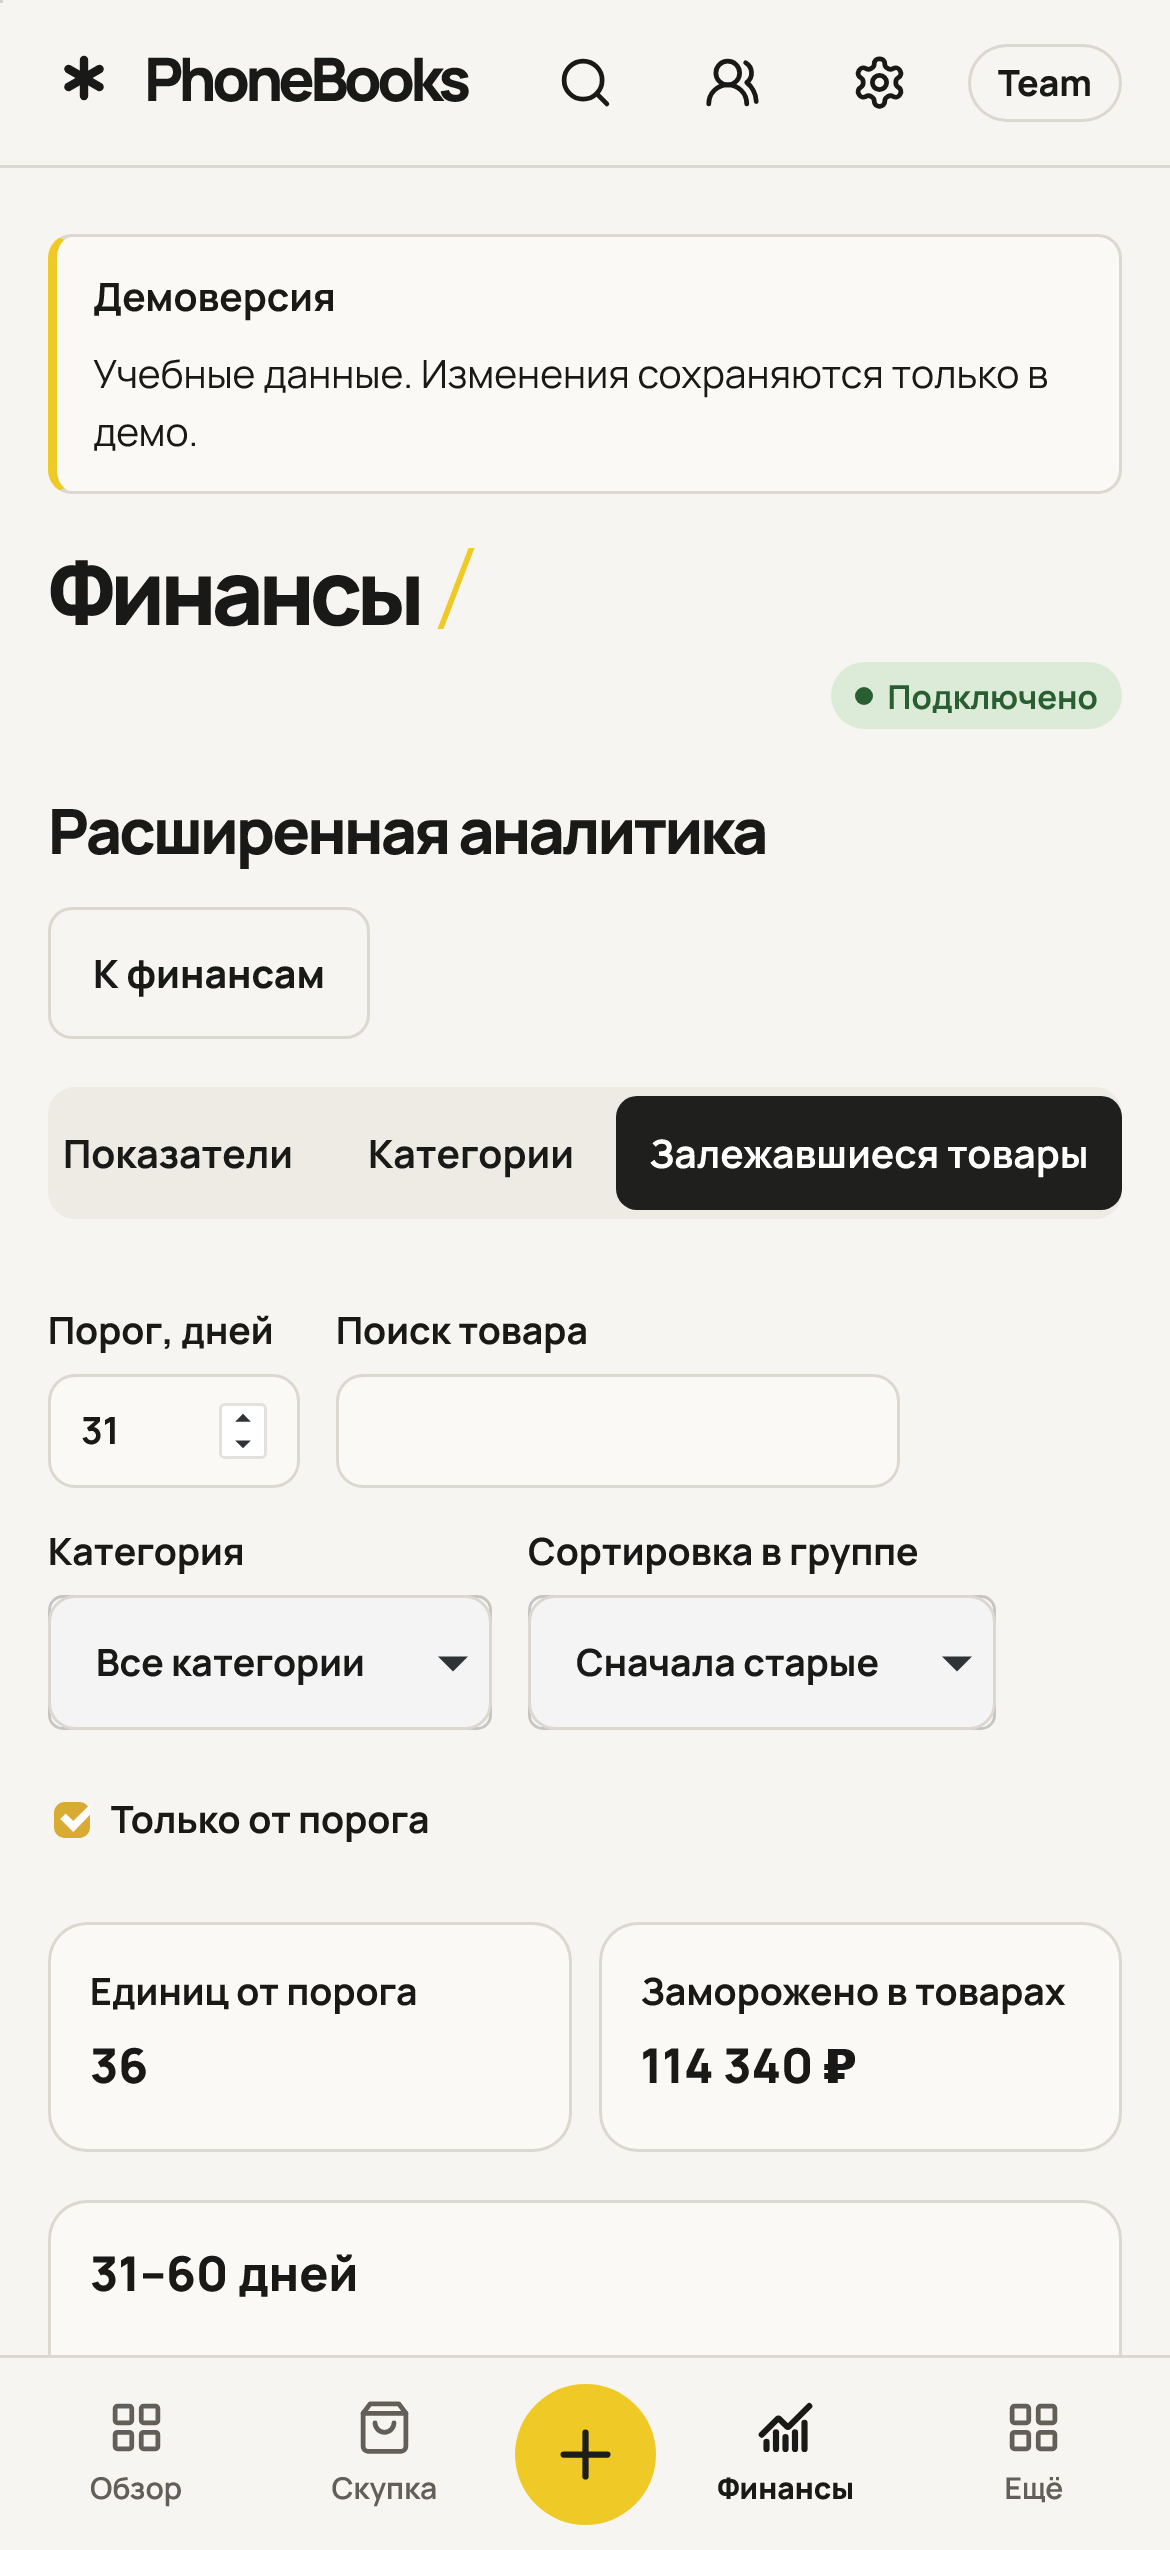 PhoneBooks
Team
Демоверсия
Учебные данные. Изменения сохраняются только в
демо.
Финансы /
Подключено
Расширенная аналитика
К финансам
Показатели Категории Залежавшиеся товары
Порог, дней Поиск товара
31
Категория Сортировка в группе
Все категории Сначала старые
Только от порога
Единиц от порога Заморожено в товарах
36 114 340 ₽
31–60 дней
Обзор Скупка Финансы Ещё